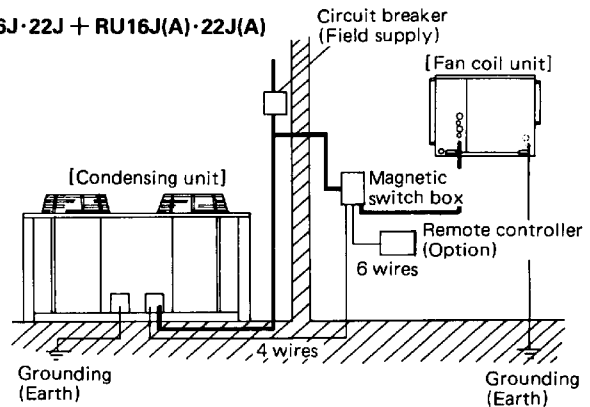 6J·22J + RU16J(A)·22J(A)
Circuit breaker
(Field supply)
[Fan coil unit]
[Condensing unit]
Magnetic
switch box
Remote controller
(Option)
6 wires
4 wires
Grounding
(Earth)
Grounding
(Earth)